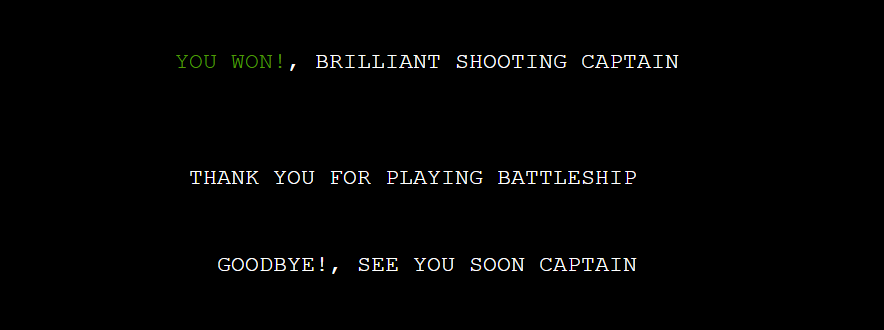 YOU WON!, BRILLIANT SHOOTING CAPTAIN
THANK YOU FOR PLAYING BATTLESHIP
GOODBYE!, SEE YOU SOON CAPTAIN